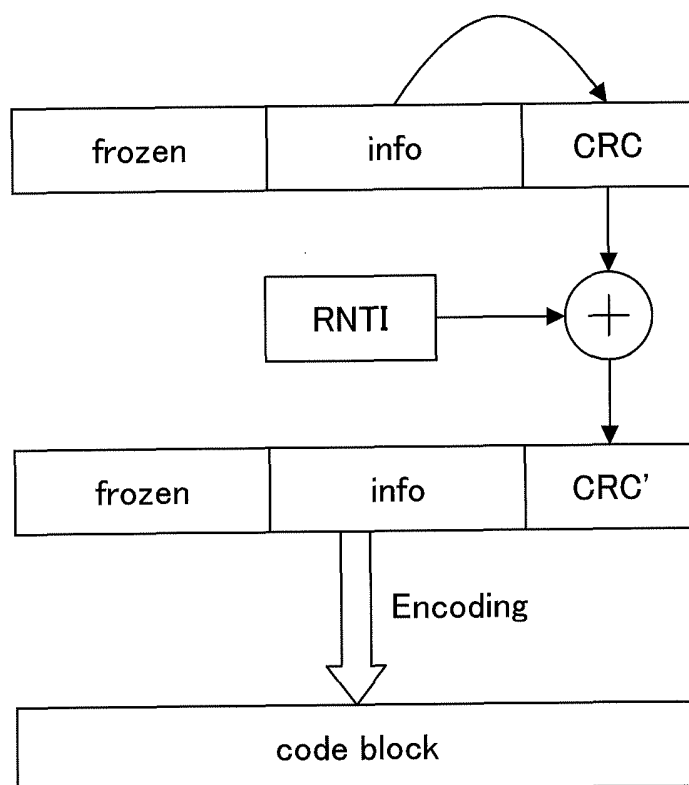 frozen info CRC
RNTI +
frozen info CRC'
Encoding
code block